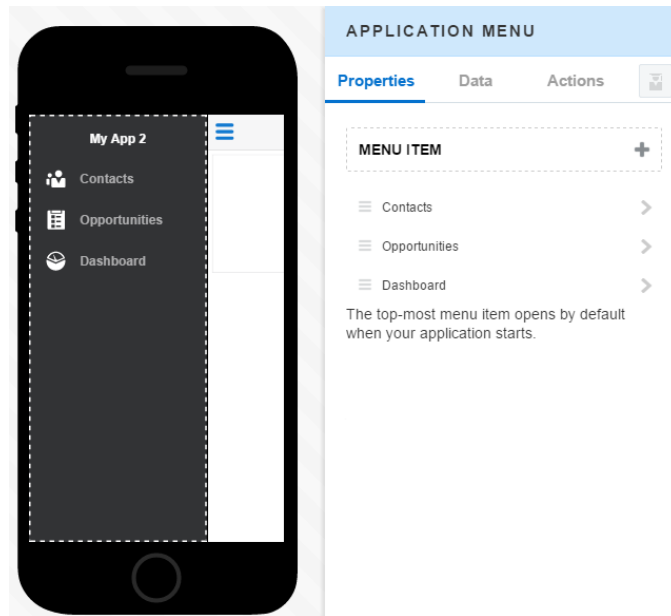 My App 2
Contacts
Opportunities
Dashboard
APPLICATION MENU
Properties
Data
Actions
MENU ITEM
Contacts
Opportunities
Dashboard
The top-most menu item opens by default
when your application starts.